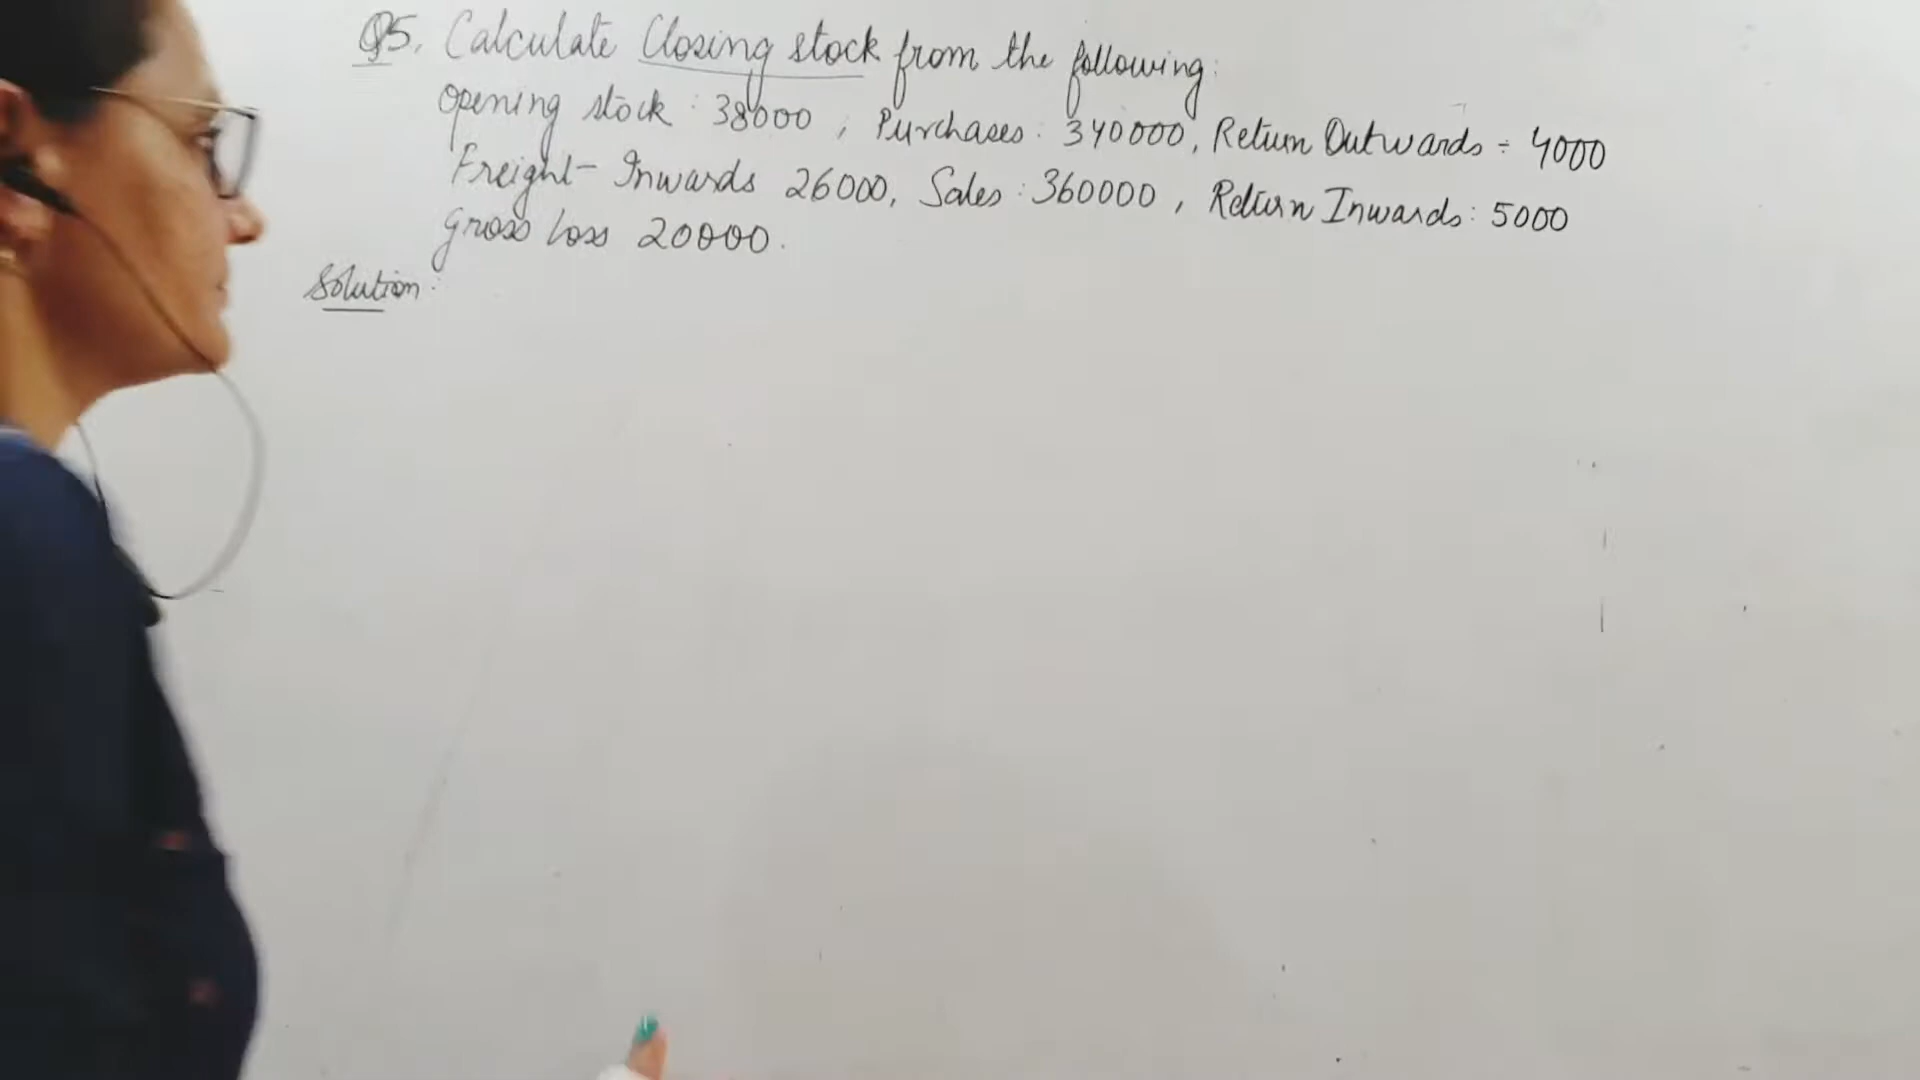 Q5. Calculate Closing stock from the following:
Opening stock : 38000 , Purchases : 340000, Return Outwards : 4000
Freight-Inwards 26000, Sales : 360000 , Return Inwards : 5000
Gross Loss 20000.
Solution :